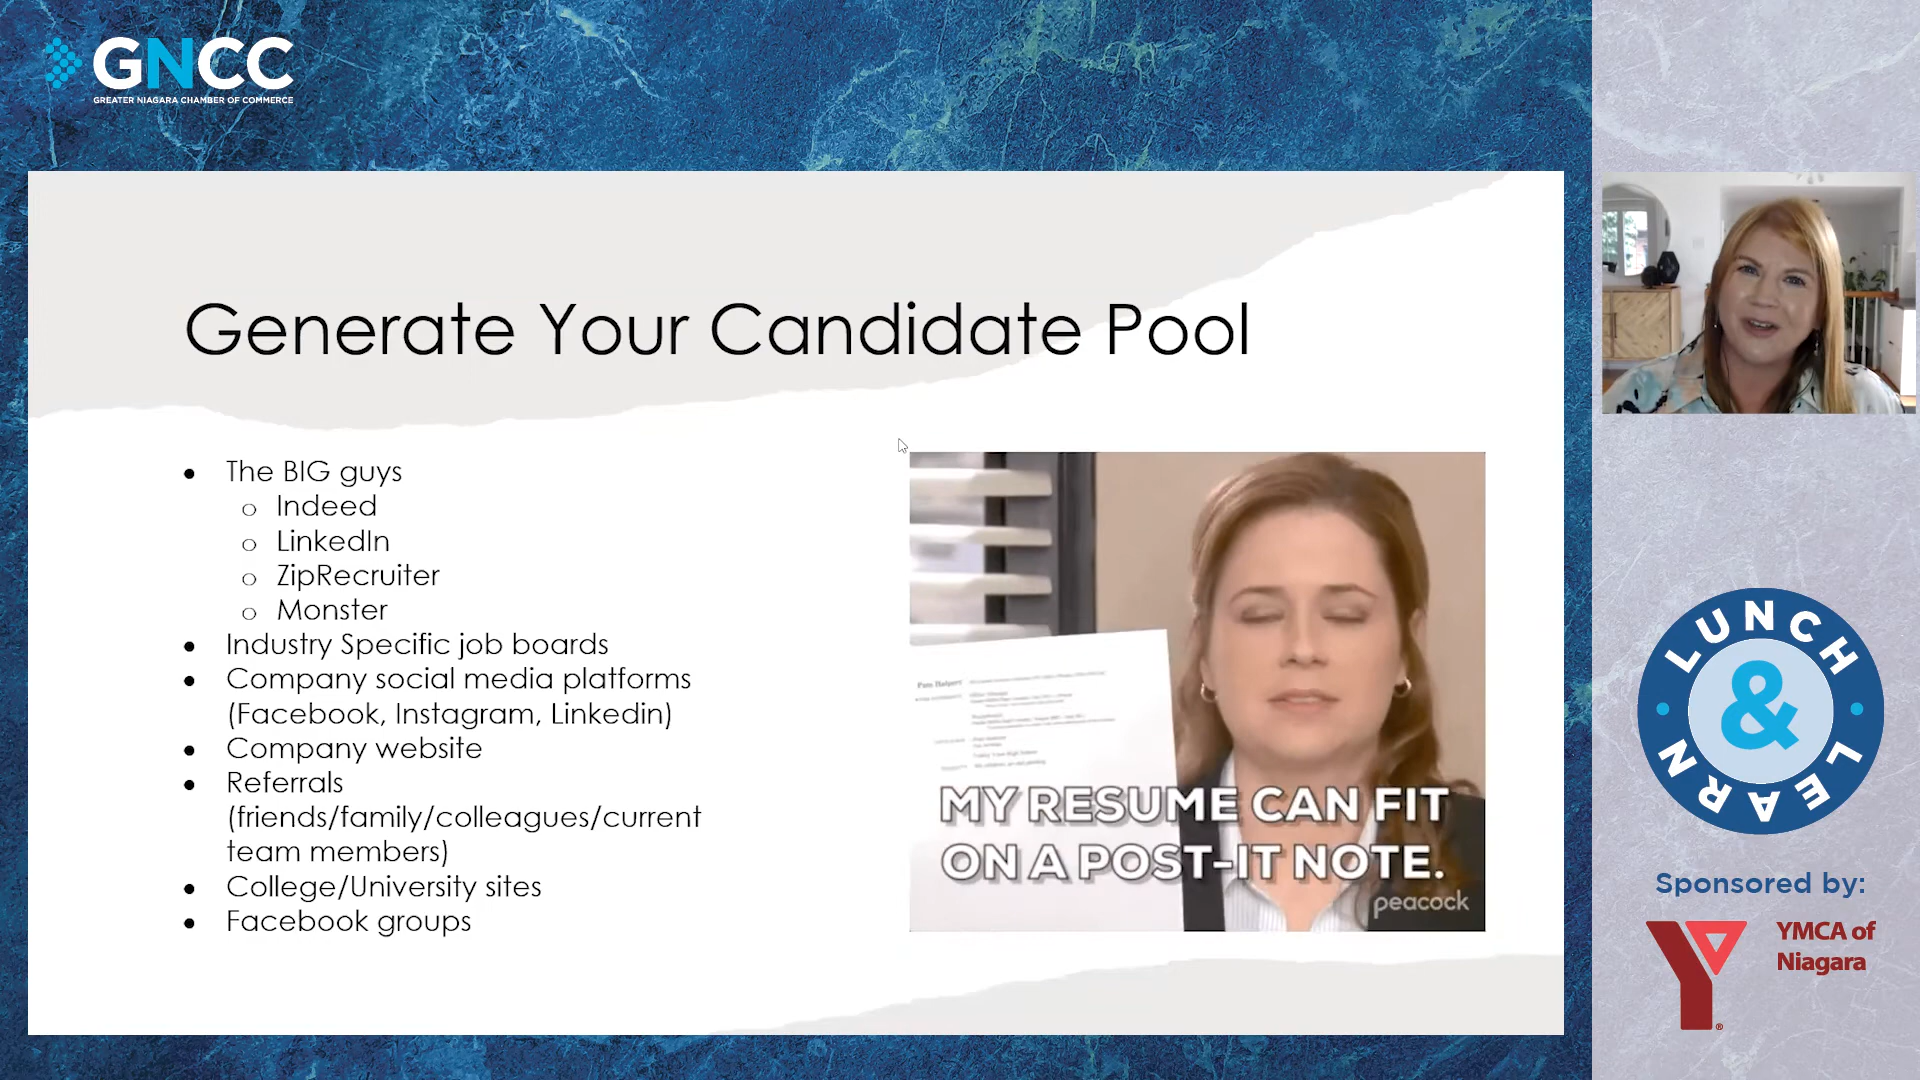 GNCC
GREATER NIAGARA CHAMBER OF COMMERCE
Generate Your Candidate Pool
The BIG guys
Indeed
LinkedIn
ZipRecruiter
Monster
Industry Specific job boards
Company social media platforms
(Facebook, Instagram, Linkedin)
Company website
Referrals
(friends/family/colleagues/current
team members)
College/University sites
Facebook groups
Pam Halpert
MY RESUME CAN FIT
ON A POST-IT NOTE.
peacock
LUNCH
&
LEARN
Sponsored by:
YMCA of
Niagara